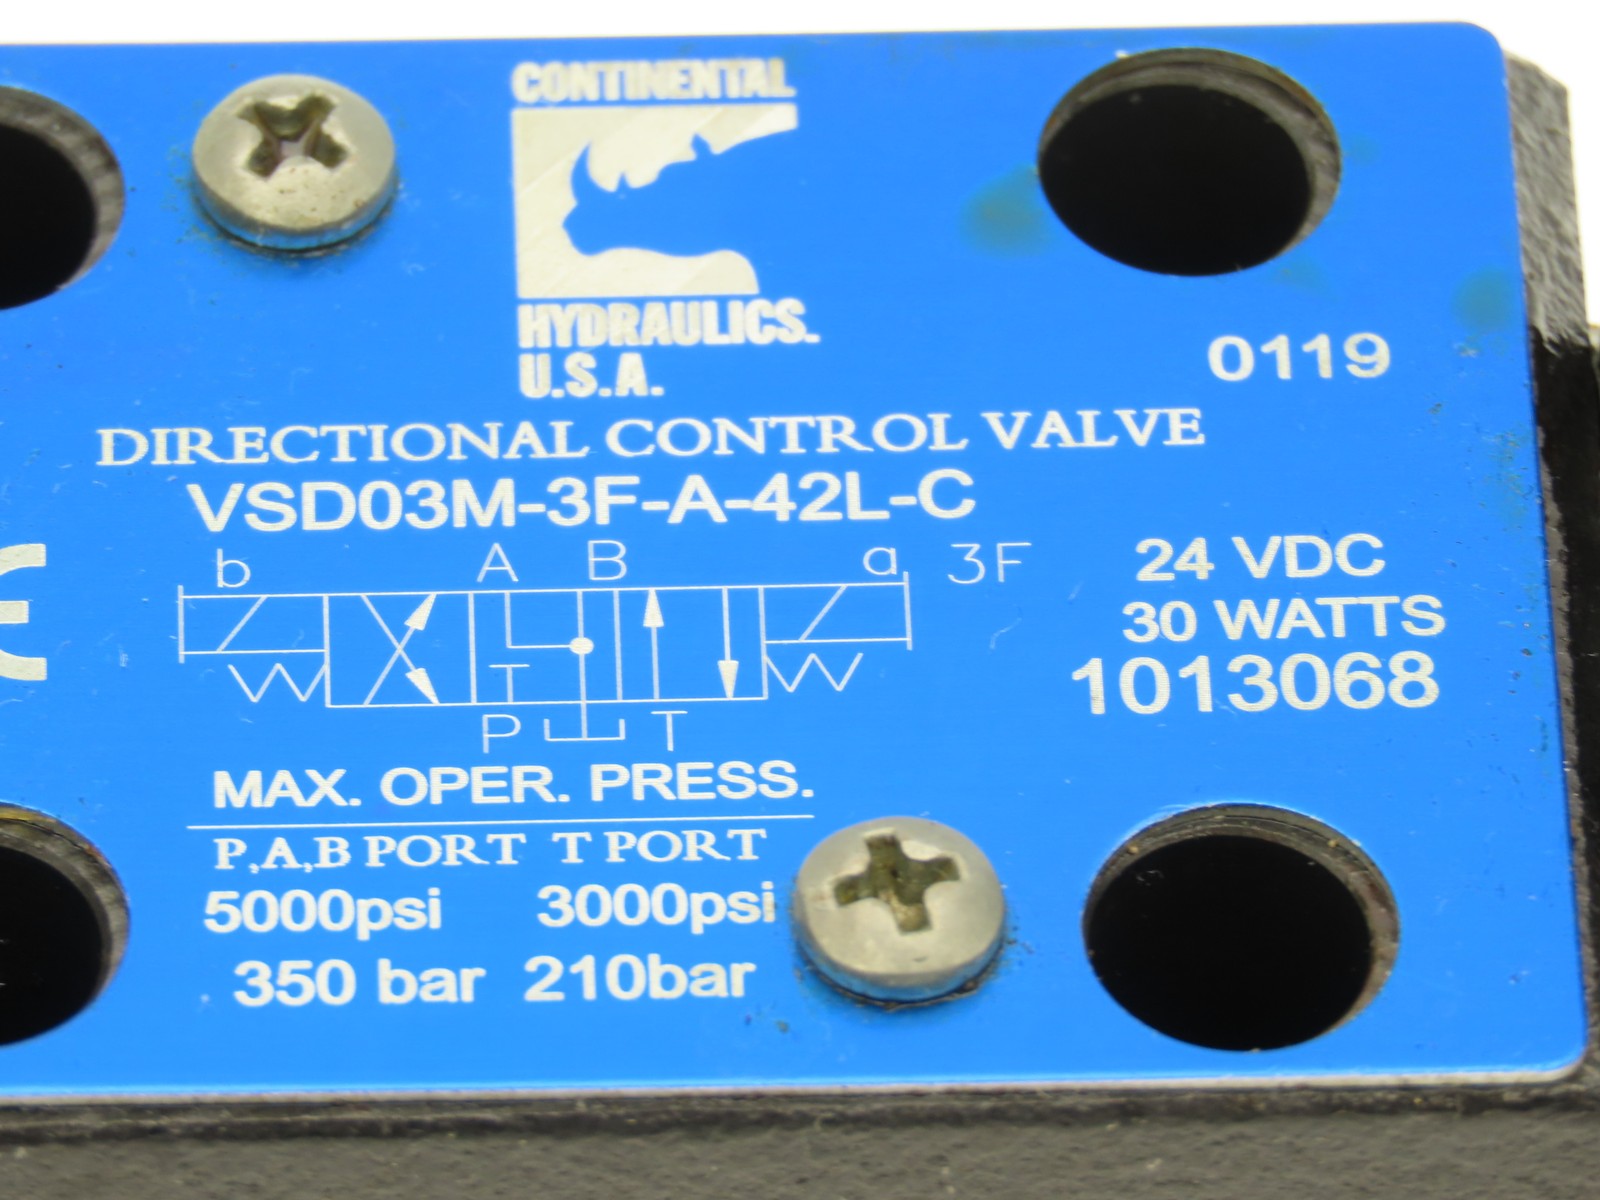 CONTINENTAL
HYDRAULICS.
U.S.A.
0119
DIRECTIONAL CONTROL VALVE
VSD03M-3F-A-42L-C
b A B a 3F
24 VDC
30 WATTS
1013068
P T
MAX. OPER. PRESS.
P,A,B PORT T PORT
5000psi 3000psi
350 bar 210bar